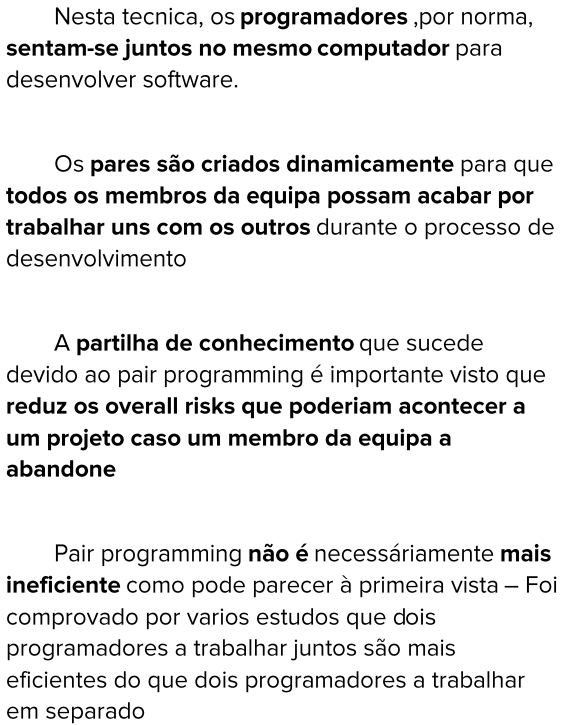 Nesta tecnica, os programadores ,por norma,
sentam-se juntos no mesmo computador para
desenvolver software.
Os pares são criados dinamicamente para que
todos os membros da equipa possam acabar por
trabalhar uns com os outros durante o processo de
desenvolvimento
A partilha de conhecimento que sucede
devido ao pair programming é importante visto que
reduz os overall risks que poderiam acontecer a
um projeto caso um membro da equipa a
abandone
Pair programming não é necessáriamente mais
ineficiente como pode parecer à primeira vista – Foi
comprovado por varios estudos que dois
programadores a trabalhar juntos são mais
eficientes do que dois programadores a trabalhar
em separado